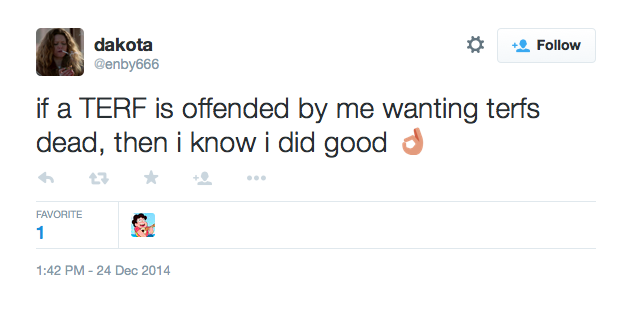 dakota
@enby666
Follow
if a TERF is offended by me wanting terfs
dead, then i know i did good 👌
FAVORITE
1
1:42 PM - 24 Dec 2014